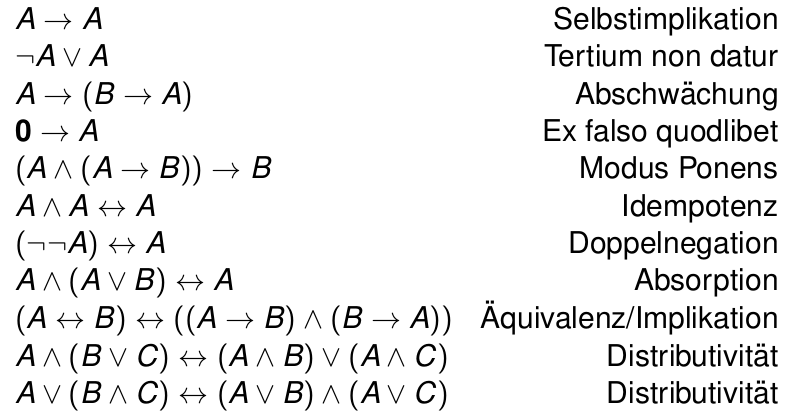 A → A Selbstimplikation
¬A ∨ A Tertium non datur
A → (B → A) Abschwächung
0 → A Ex falso quodlibet
(A ∧ (A → B)) → B Modus Ponens
A ∧ A ↔ A Idempotenz
(¬¬A) ↔ A Doppelnegation
A ∧ (A ∨ B) ↔ A Absorption
(A ↔ B) ↔ ((A → B) ∧ (B → A)) Äquivalenz/Implikation
A ∧ (B ∨ C) ↔ (A ∧ B) ∨ (A ∧ C) Distributivität
A ∨ (B ∧ C) ↔ (A ∨ B) ∧ (A ∨ C) Distributivität